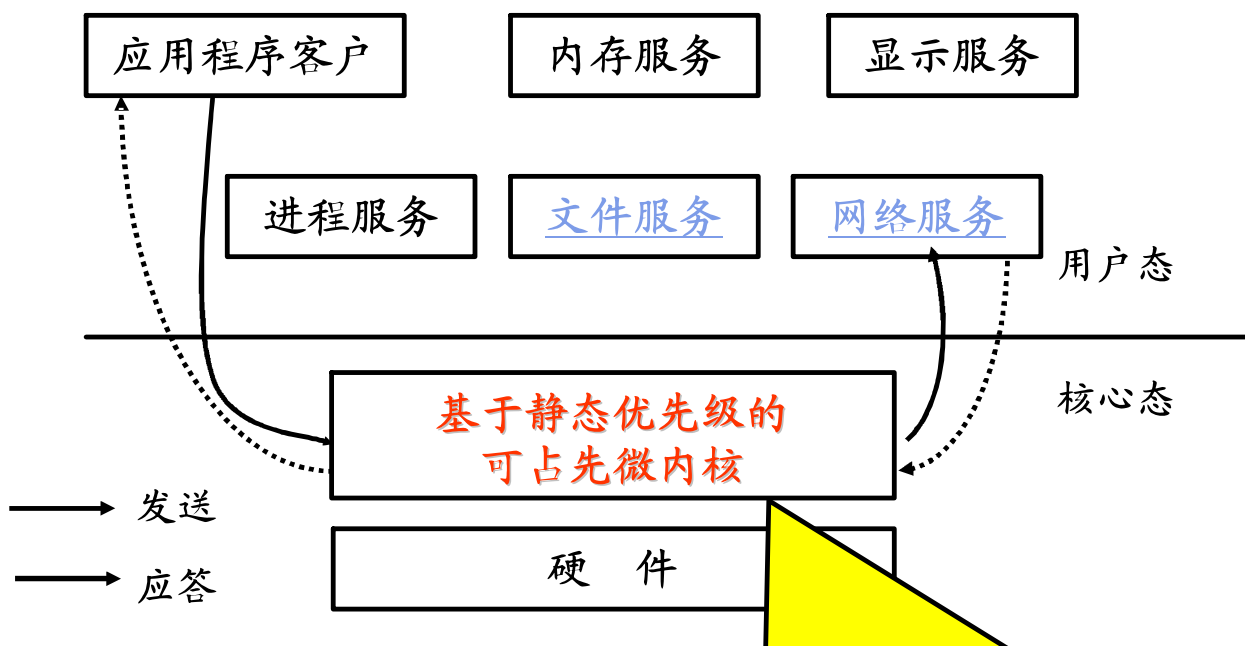 应用程序客户
内存服务
显示服务
进程服务
文件服务
网络服务
用户态
核心态
基于静态优先级的
可占先微内核
发送
硬 件
应答